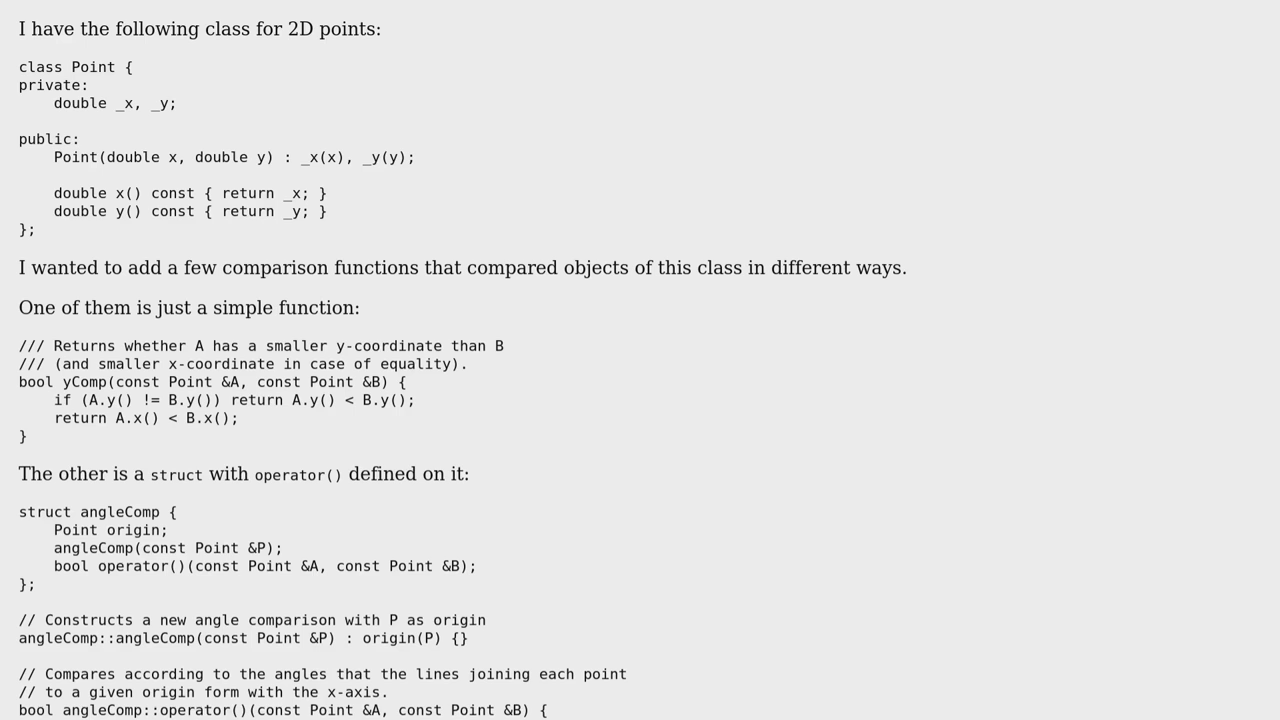 I have the following class for 2D points:
class Point {
private:
    double _x, _y;
public:
    Point(double x, double y) : _x(x), _y(y);
    double x() const { return _x; }
    double y() const { return _y; }
};
I wanted to add a few comparison functions that compared objects of this class in different ways.
One of them is just a simple function:
/// Returns whether A has a smaller y-coordinate than B
/// (and smaller x-coordinate in case of equality).
bool yComp(const Point &A, const Point &B) {
    if (A.y() != B.y()) return A.y() < B.y();
    return A.x() < B.x();
}
The other is a struct with operator() defined on it:
struct angleComp {
    Point origin;
    angleComp(const Point &P);
    bool operator()(const Point &A, const Point &B);
};
// Constructs a new angle comparison with P as origin
angleComp::angleComp(const Point &P) : origin(P) {}
// Compares according to the angles that the lines joining each point
// to a given origin form with the x-axis.
bool angleComp::operator()(const Point &A, const Point &B) {